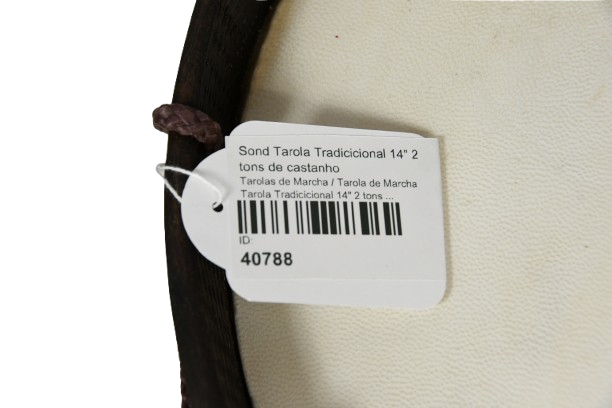 Sond Tarola Tradicicional 14" 2
tons de castanho
Tarolas de Marcha / Tarola de Marcha
Tarola Tradicicional 14" 2 tons ...
ID:
40788